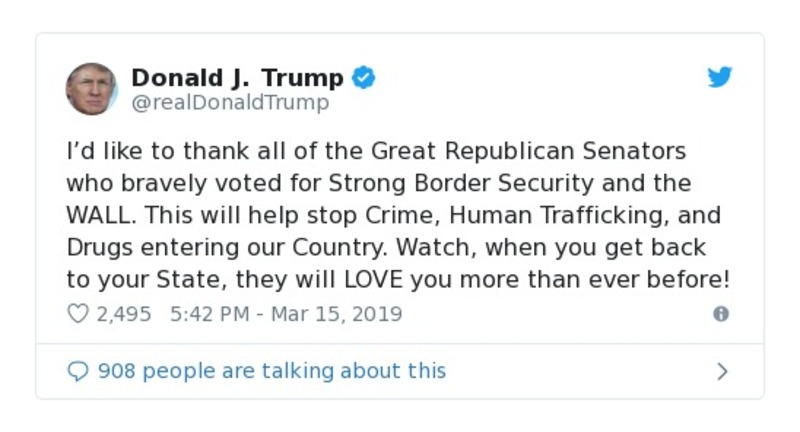 Donald J. Trump
@realDonaldTrump
I’d like to thank all of the Great Republican Senators
who bravely voted for Strong Border Security and the
WALL. This will help stop Crime, Human Trafficking, and
Drugs entering our Country. Watch, when you get back
to your State, they will LOVE you more than ever before!
2,495 5:42 PM - Mar 15, 2019
908 people are talking about this